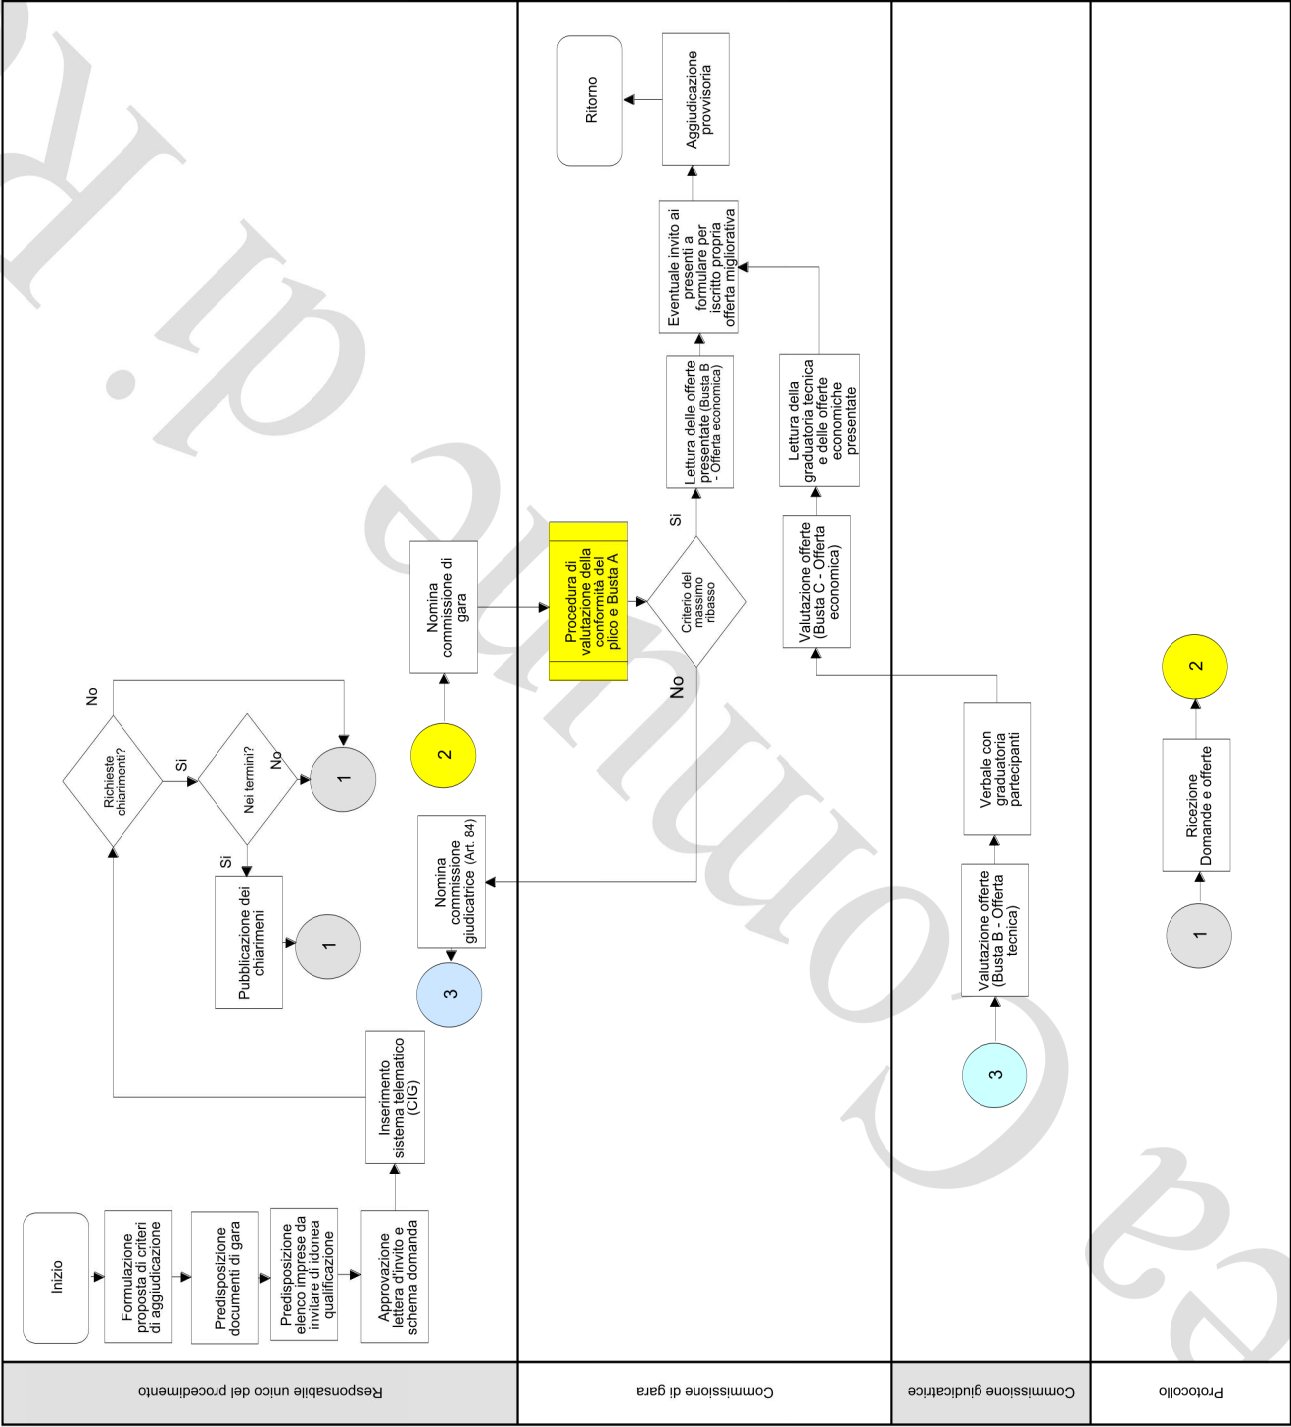 Responsabile unico del procedimento
Inizio
Formulazione
proposta di criteri
di aggiudicazione
Predisposizione
documenti di gara
Predisposizione
elenco imprese da
invitare di idonea
qualificazione
Approvazione
lettera d'invito e
schema domanda
Inserimento
sistema telematico
(CIG)
Richieste
chiarimenti?
No
Si
Nei termini?
No
Si
1
Pubblicazione dei
chiarimeni
1
2
Nomina
commissione di
gara
Nomina
commissione
giudicatrice (Art. 84)
3
Commissione di gara
Procedura di
valutazione della
conformità del
plico e Busta A
Criterio del
massimo
ribasso
No
Si
Lettura delle offerte
presentate (Busta B
- Offerta economica)
Eventuale invito ai
presenti a
formulare per
iscritto propria
offerta migliorativa
Aggiudicazione
provvisoria
Ritorno
Valutazione offerte
(Busta C - Offerta
economica)
Lettura della
graduatoria tecnica
e delle offerte
economiche
presentate
Commissione giudicatrice
3
Valutazione offerte
(Busta B - Offerta
tecnica)
Verbale con
graduatoria
partecipanti
Protocollo
1
Ricezione
Domande e offerte
2
ea Comune di R